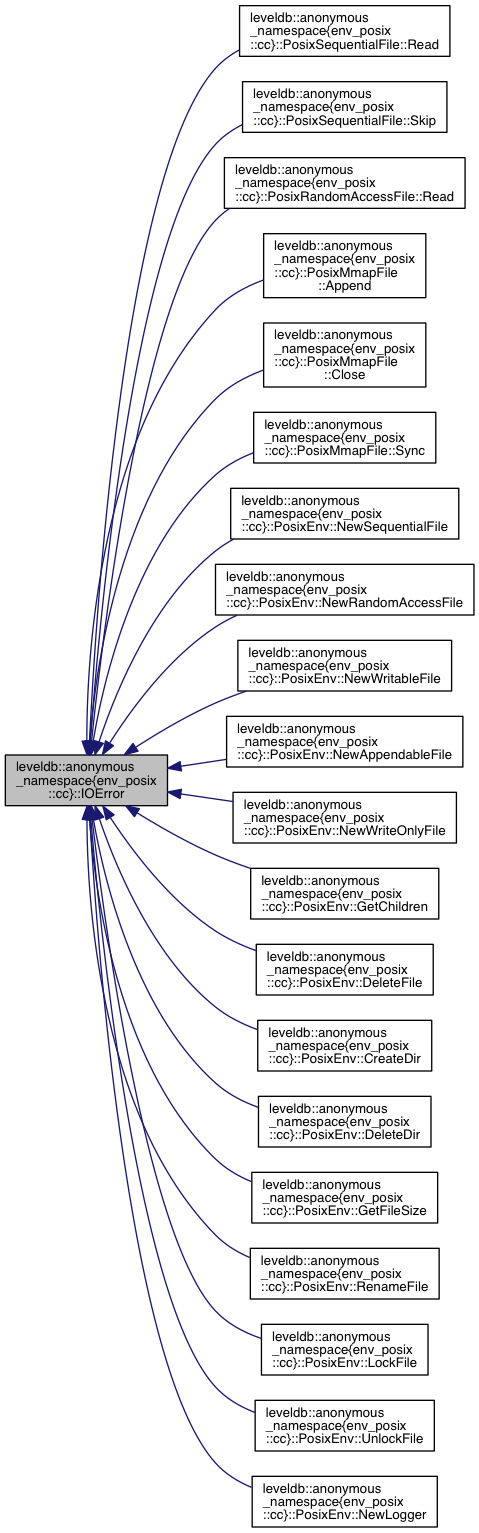 leveldb::anonymous
_namespace{env_posix
::cc}::PosixSequentialFile::Read
leveldb::anonymous
_namespace{env_posix
::cc}::PosixSequentialFile::Skip
leveldb::anonymous
_namespace{env_posix
::cc}::PosixRandomAccessFile::Read
leveldb::anonymous
_namespace{env_posix
::cc}::PosixMmapFile
::Append
leveldb::anonymous
_namespace{env_posix
::cc}::PosixMmapFile
::Close
leveldb::anonymous
_namespace{env_posix
::cc}::PosixMmapFile::Sync
leveldb::anonymous
_namespace{env_posix
::cc}::PosixEnv::NewSequentialFile
leveldb::anonymous
_namespace{env_posix
::cc}::PosixEnv::NewRandomAccessFile
leveldb::anonymous
_namespace{env_posix
::cc}::PosixEnv::NewWritableFile
leveldb::anonymous
_namespace{env_posix
::cc}::PosixEnv::NewAppendableFile
leveldb::anonymous
_namespace{env_posix
::cc}::IOError
leveldb::anonymous
_namespace{env_posix
::cc}::PosixEnv::NewWriteOnlyFile
leveldb::anonymous
_namespace{env_posix
::cc}::PosixEnv::GetChildren
leveldb::anonymous
_namespace{env_posix
::cc}::PosixEnv::DeleteFile
leveldb::anonymous
_namespace{env_posix
::cc}::PosixEnv::CreateDir
leveldb::anonymous
_namespace{env_posix
::cc}::PosixEnv::DeleteDir
leveldb::anonymous
_namespace{env_posix
::cc}::PosixEnv::GetFileSize
leveldb::anonymous
_namespace{env_posix
::cc}::PosixEnv::RenameFile
leveldb::anonymous
_namespace{env_posix
::cc}::PosixEnv::LockFile
leveldb::anonymous
_namespace{env_posix
::cc}::PosixEnv::UnlockFile
leveldb::anonymous
_namespace{env_posix
::cc}::PosixEnv::NewLogger